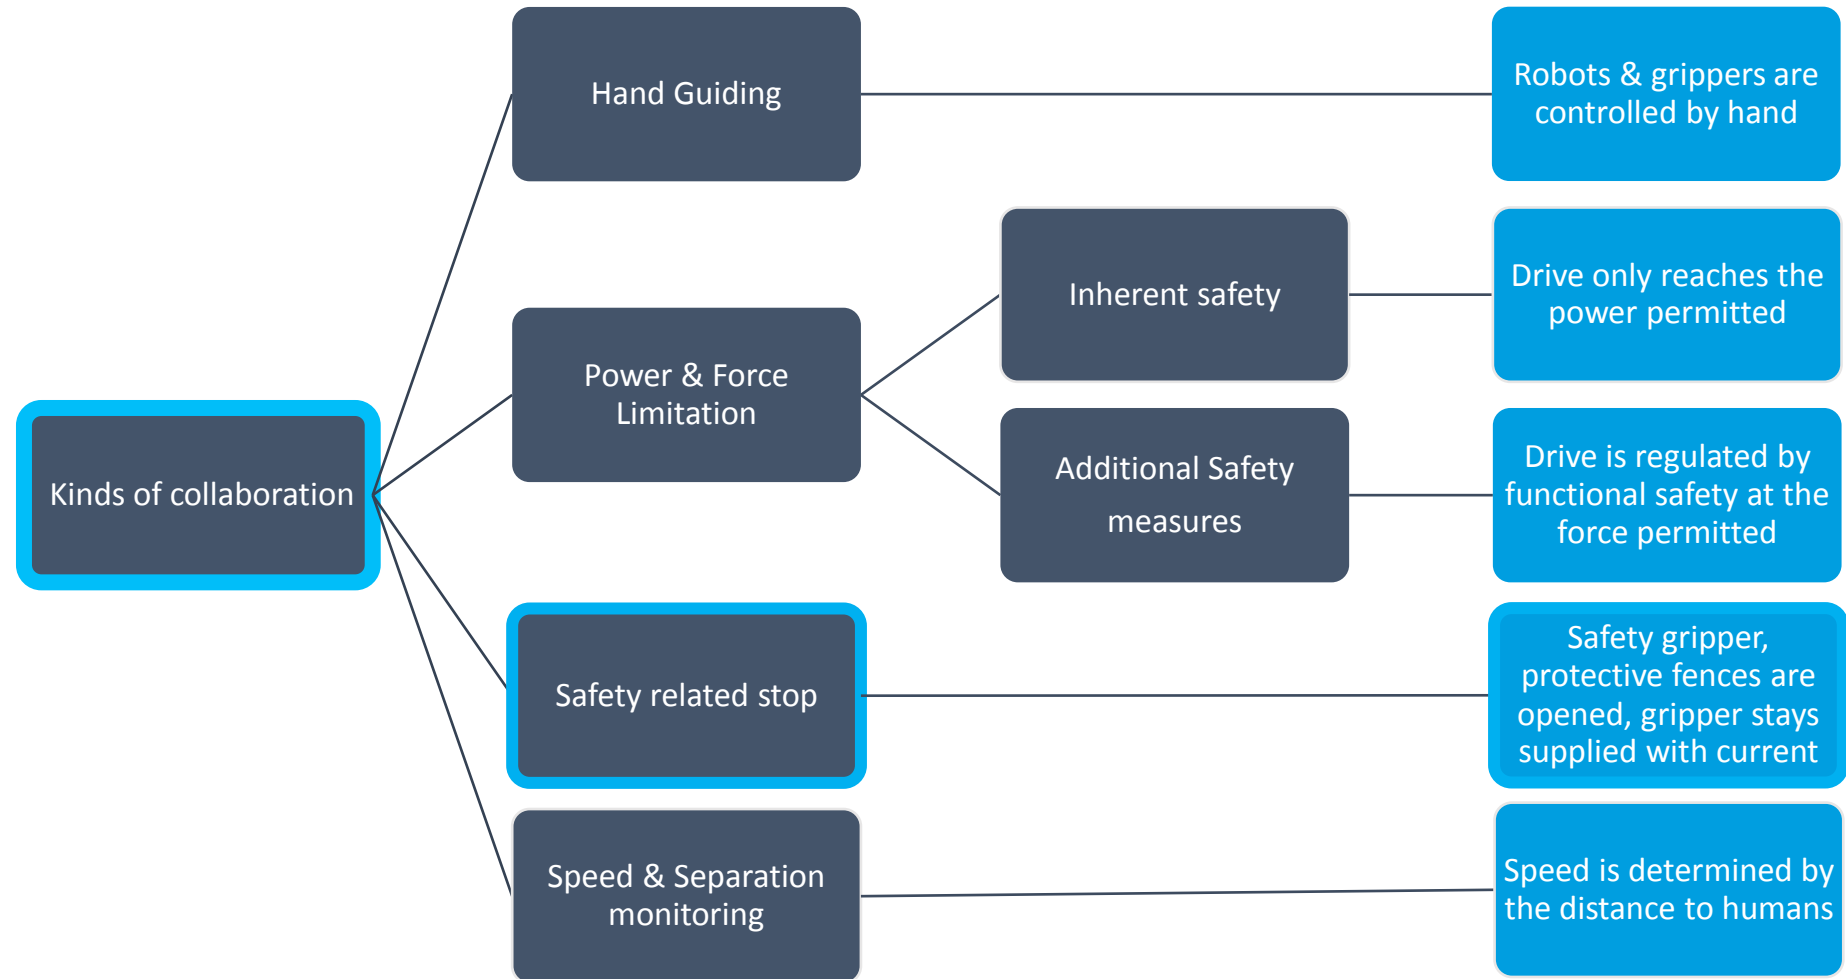 Hand Guiding
Robots & grippers are
controlled by hand
Inherent safety
Drive only reaches the
power permitted
Power & Force
Limitation
Additional Safety
measures
Drive is regulated by
functional safety at the
force permitted
Kinds of collaboration
Safety related stop
Safety gripper,
protective fences are
opened, gripper stays
supplied with current
Speed & Separation
monitoring
Speed is determined by
the distance to humans